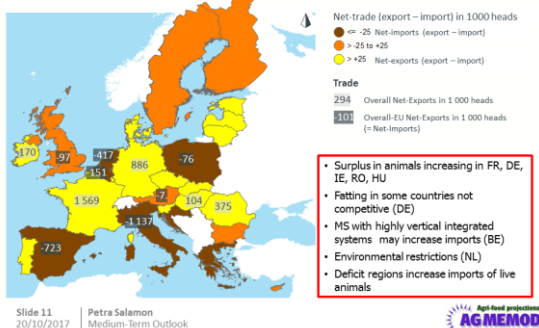 Net-trade (export – import) in 1000 heads
<= -25 Net-imports (export – import)
> -25 to +25
> +25 Net-exports (export – import)
Trade
294 Overall Net-Exports in 1 000 heads
-101 Overall-EU Net-Exports in 1 000 heads
(= Net-Imports)
170
-97
-417
-151
886
-76
1 569
-7
104
375
-1 137
-723
• Surplus in animals increasing in FR, DE,
IE, RO, HU
• Fatting in some countries not
competitive (DE)
• MS with highly vertical integrated
systems may increase imports (BE)
• Environmental restrictions (NL)
• Deficit regions increase imports of live
animals
Slide 11
20/10/2017
Petra Salamon
Medium-Term Outlook
Agri-food projections
AGMEMOD